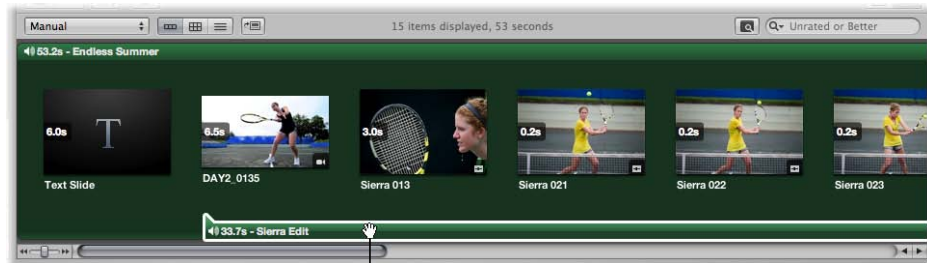 Manual
15 items displayed, 53 seconds
Unrated or Better
53.2s - Endless Summer
6.0s
T
6.5s
3.0s
0.2s
0.2s
0.2s
Text Slide
DAY2_0135
Sierra 013
Sierra 021
Sierra 022
Sierra 023
33.7s - Sierra Edit